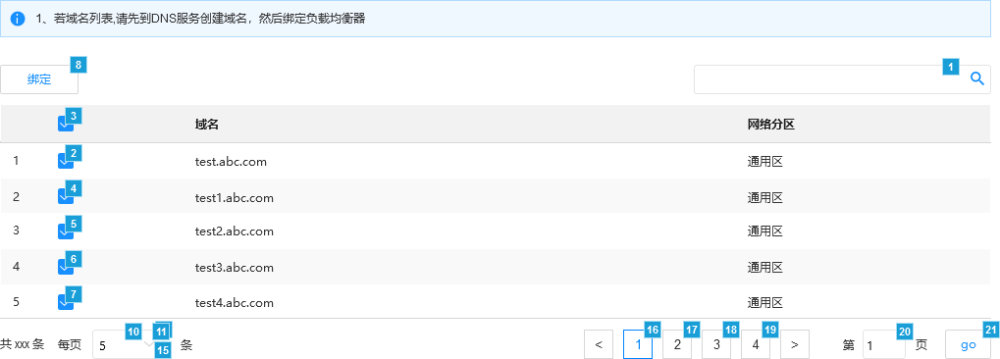 1、若域名列表,请先到DNS服务创建域名，然后绑定负载均衡器
绑定 8 1
3 域名 网络分区
1 2 test.abc.com 通用区
2 4 test1.abc.com 通用区
3 5 test2.abc.com 通用区
4 6 test3.abc.com 通用区
5 7 test4.abc.com 通用区
共 xxx 条 每页 5 10 11 15 条 < 1 16 2 17 3 18 4 19 > 第 1 20 页 go 21